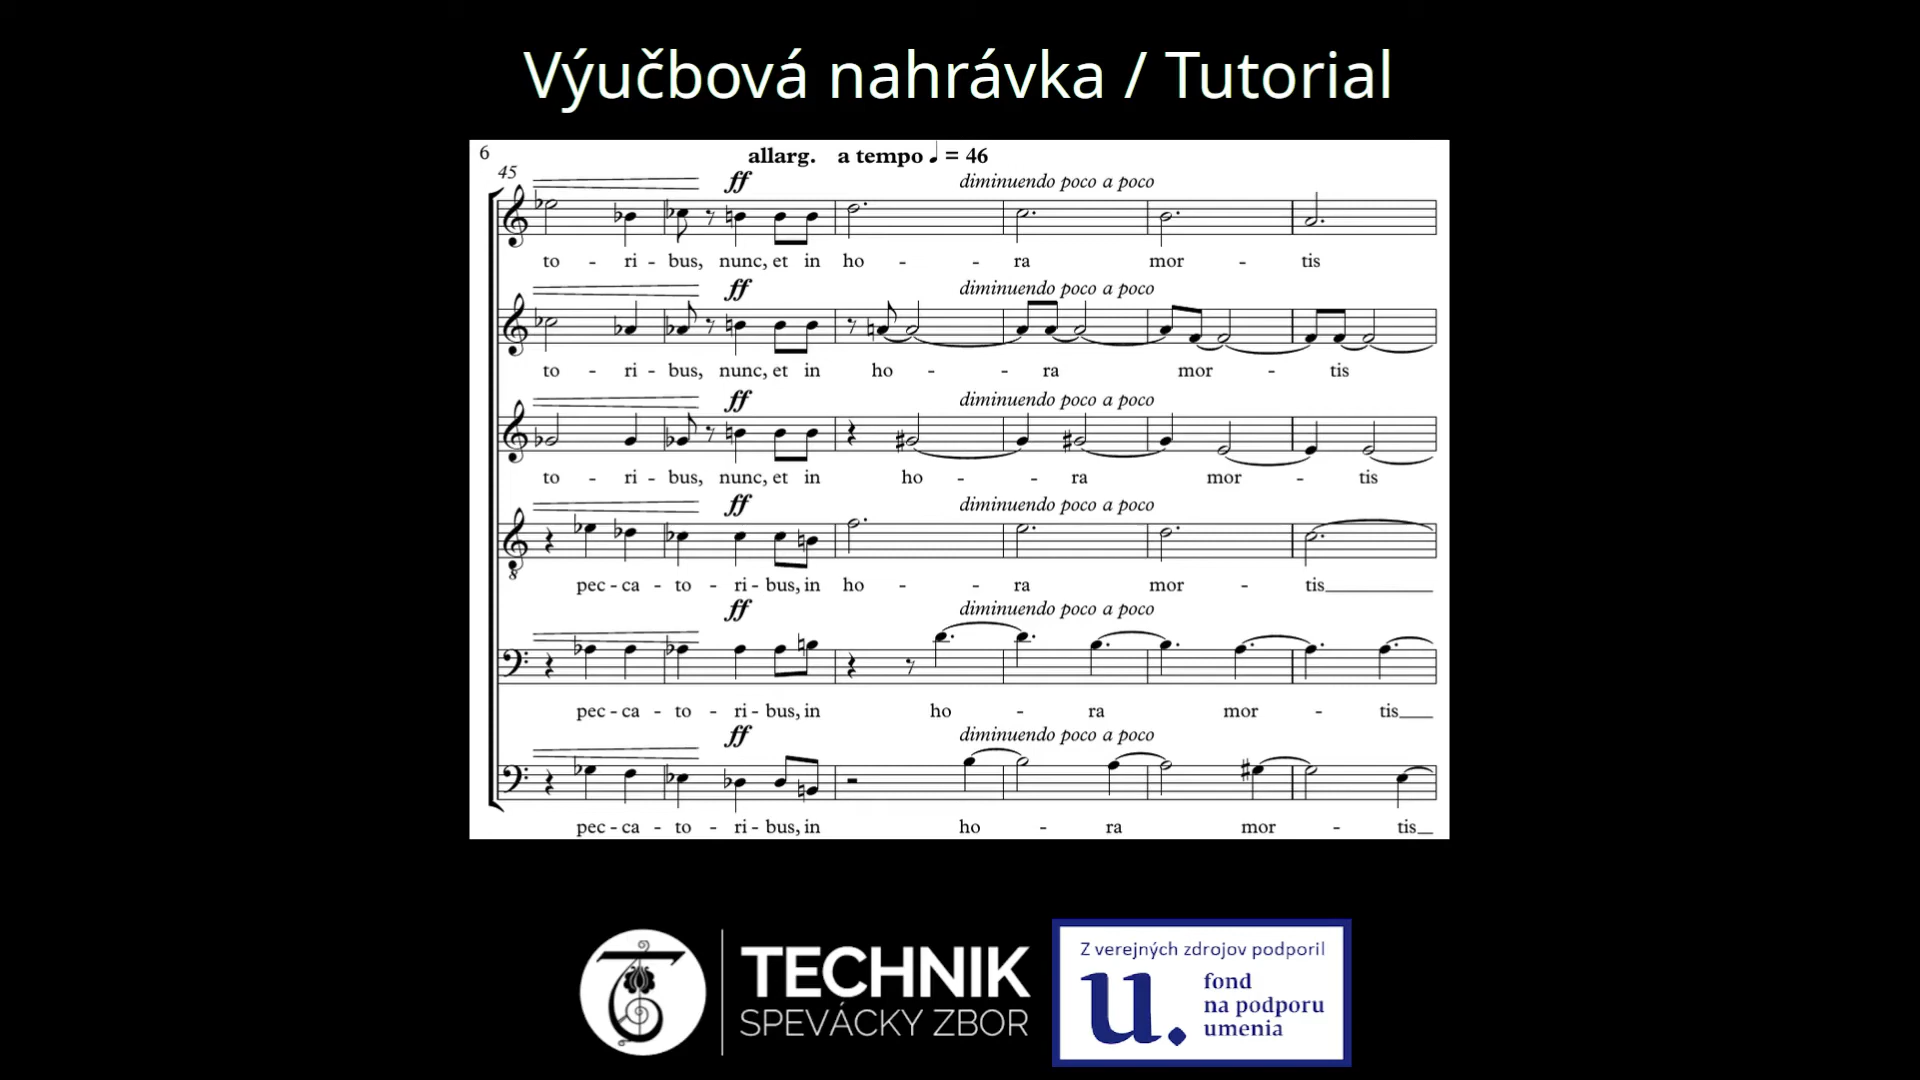 Výučbová nahrávka / Tutorial
6
allarg. a tempo ♩ = 46
45
ff diminuendo poco a poco
to - ri - bus, nunc, et in ho - - ra mor - tis
ff diminuendo poco a poco
to - ri - bus, nunc, et in ho - - ra mor - tis
ff diminuendo poco a poco
to - ri - bus, nunc, et in ho - - ra mor - tis
ff diminuendo poco a poco
8
pec - ca - to - ri - bus, in ho - - ra mor - tis
ff diminuendo poco a poco
pec - ca - to - ri - bus, in ho - ra mor - tis
ff diminuendo poco a poco
pec - ca - to - ri - bus, in ho - ra mor - tis
TECHNIK
SPEVÁCKY ZBOR
Z verejných zdrojov podporil
u.
fond
na podporu
umenia